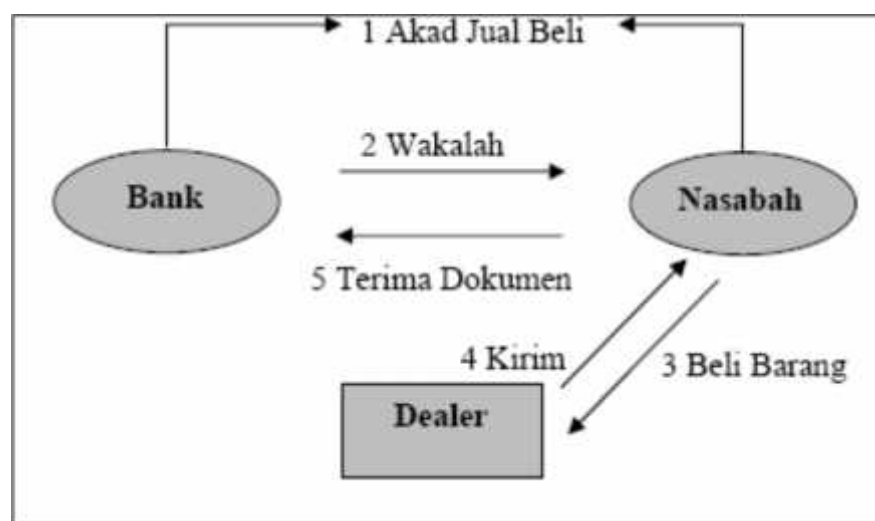 1 Akad Jual Beli
2 Wakalah
Bank
Nasabah
5 Terima Dokumen
4 Kirim
3 Beli Barang
Dealer